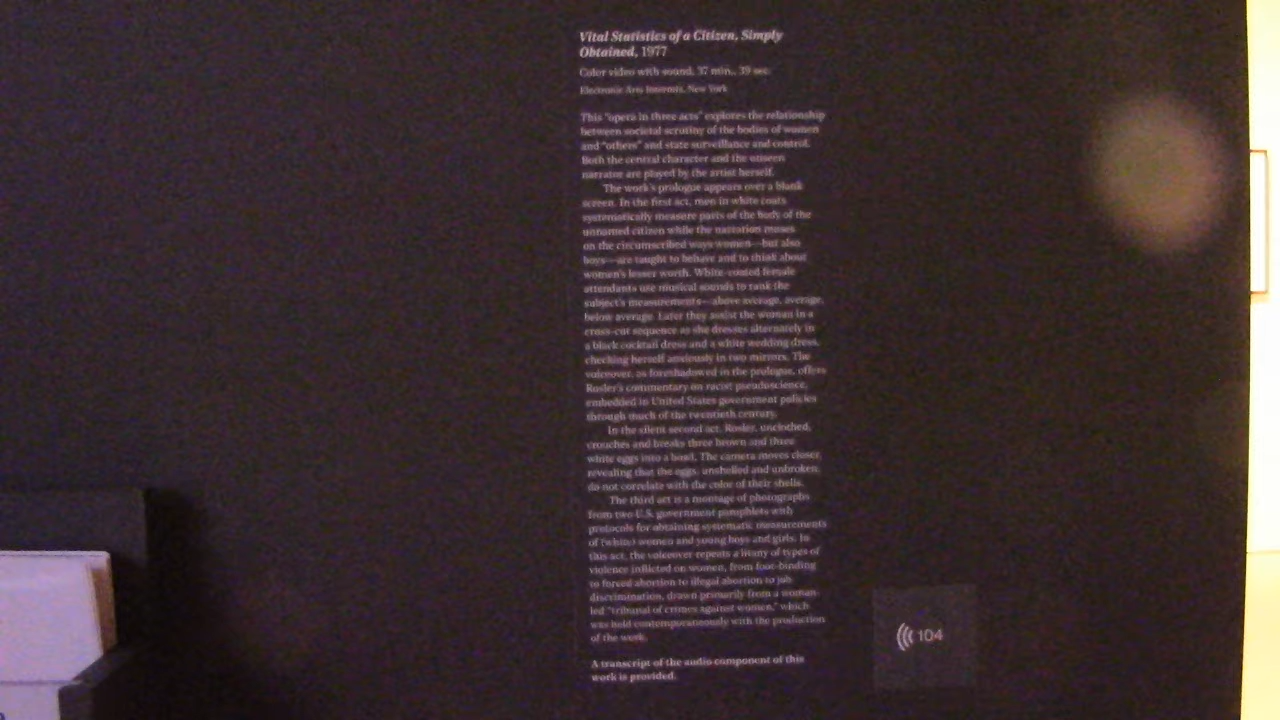 Vital Statistics of a Citizen, Simply
Obtained, 1977
Color video with sound, 37 min., 39 sec.
Electronic Arts Intermix, New York
This "opera in three acts" explores the relationship
between societal scrutiny of the bodies of women
and "others" and state surveillance and control.
Both the central character and the unseen
narrator are played by the artist herself.
The work's prologue appears over a blank
screen. In the first act, men in white coats
systematically measure parts of the body of the
unnamed citizen while the narration muses
on the circumscribed ways women—but also
boys—are taught to behave and to think about
women's lesser worth. White-coated female
attendants use musical sounds to rank the
subject's measurements—above average, average,
below average. Later they assist the woman in a
cross-cut sequence as she dresses alternately in
a black cocktail dress and a white wedding dress,
checking herself anxiously in two mirrors. The
voiceover, as foreshadowed in the prologue, offers
Rosler's commentary on racist pseudoscience,
embedded in United States government policies
through much of the twentieth century.
In the silent second act, Rosler, unclothed,
crouches and breaks three brown and three
white eggs into a bowl. The camera moves closer,
revealing that the eggs, unshelled and unbroken,
do not correlate with the color of their shells.
The third act is a montage of photographs
from two U.S. government pamphlets with
protocols for obtaining systematic measurements
of (white) women and young boys and girls. In
this act, the voiceover repeats a litany of types of
violence inflicted on women, from foot-binding
to forced abortion to illegal abortion to job
discrimination, drawn primarily from a woman-
led "tribunal of crimes against women," which
was held contemporaneously with the production
of the work.
A transcript of the audio component of this
work is provided.
104